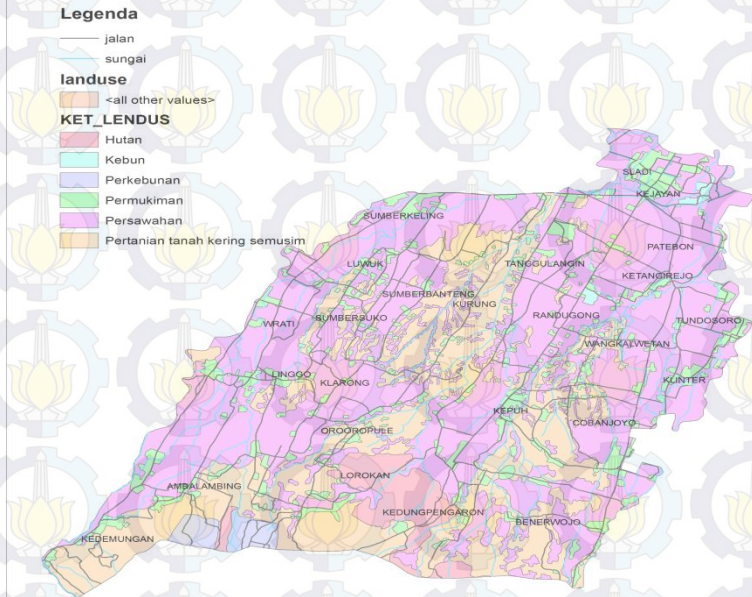 Legenda
jalan
sungai
landuse
<all other values>
KET_LENDUS
Hutan
Kebun
Perkebunan
Permukiman
Persawahan
Pertanian tanah kering semusim
SLADI
KEJAYAN
SUMBERKELING
PATEBON
LUWUK
TANGGULANGIN
KETANGIREJO
SUMBERBANTENG
KURUNG
WRATI
SUMBERSUKO
RANDUGONG
TUNDOSORO
WANGKALWETAN
LINGGO
KLARONG
KLINTER
KEPUH
COBANJOYO
OROOROPULE
LOROKAN
AMBALAMBING
KEDUNGPENGARON
BENERWOJO
KEDEMUNGAN